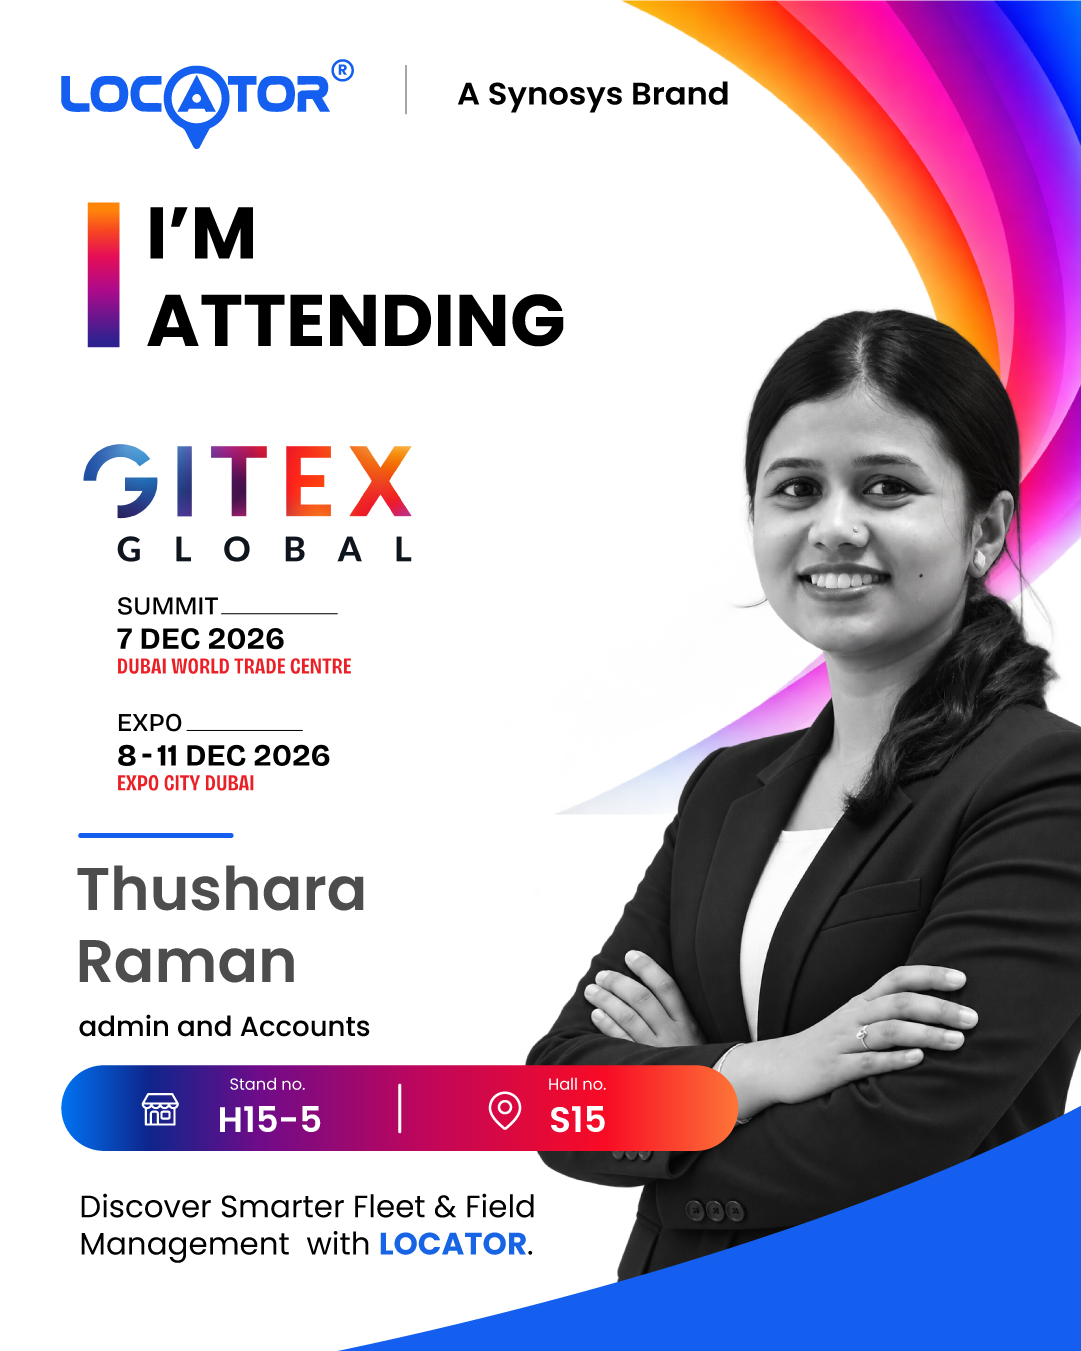 LOCATOR®
A Synosys Brand
I'M
ATTENDING
GITEX
GLOBAL
SUMMIT
7 DEC 2026
DUBAI WORLD TRADE CENTRE
EXPO
8-11 DEC 2026
EXPO CITY DUBAI
Thushara
Raman
admin and Accounts
Stand no.
H15-5
Hall no.
S15
Discover Smarter Fleet & Field
Management with LOCATOR.